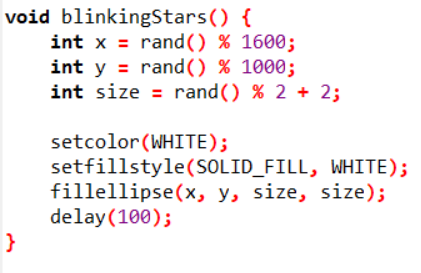 void blinkingStars() {
    int x = rand() % 1600;
    int y = rand() % 1000;
    int size = rand() % 2 + 2;

    setcolor(WHITE);
    setfillstyle(SOLID_FILL, WHITE);
    fillellipse(x, y, size, size);
    delay(100);
}